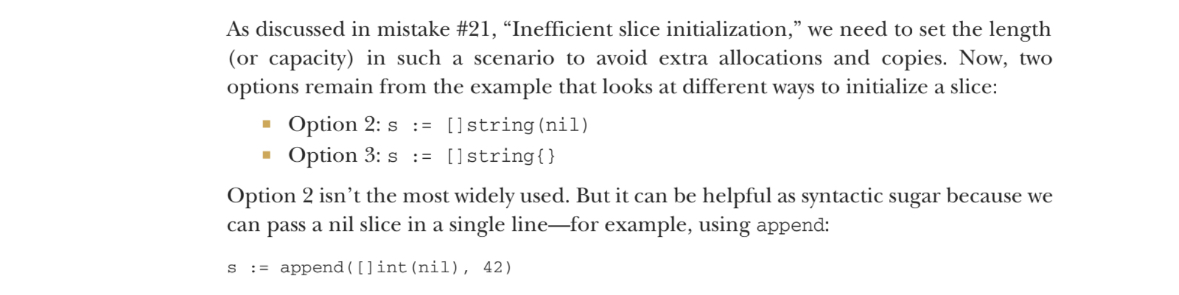 As discussed in mistake #21, “Inefficient slice initialization,” we need to set the length
(or capacity) in such a scenario to avoid extra allocations and copies. Now, two
options remain from the example that looks at different ways to initialize a slice:
■ Option 2: s := []string(nil)
■ Option 3: s := []string{}
Option 2 isn’t the most widely used. But it can be helpful as syntactic sugar because we
can pass a nil slice in a single line—for example, using append:
s := append([]int(nil), 42)